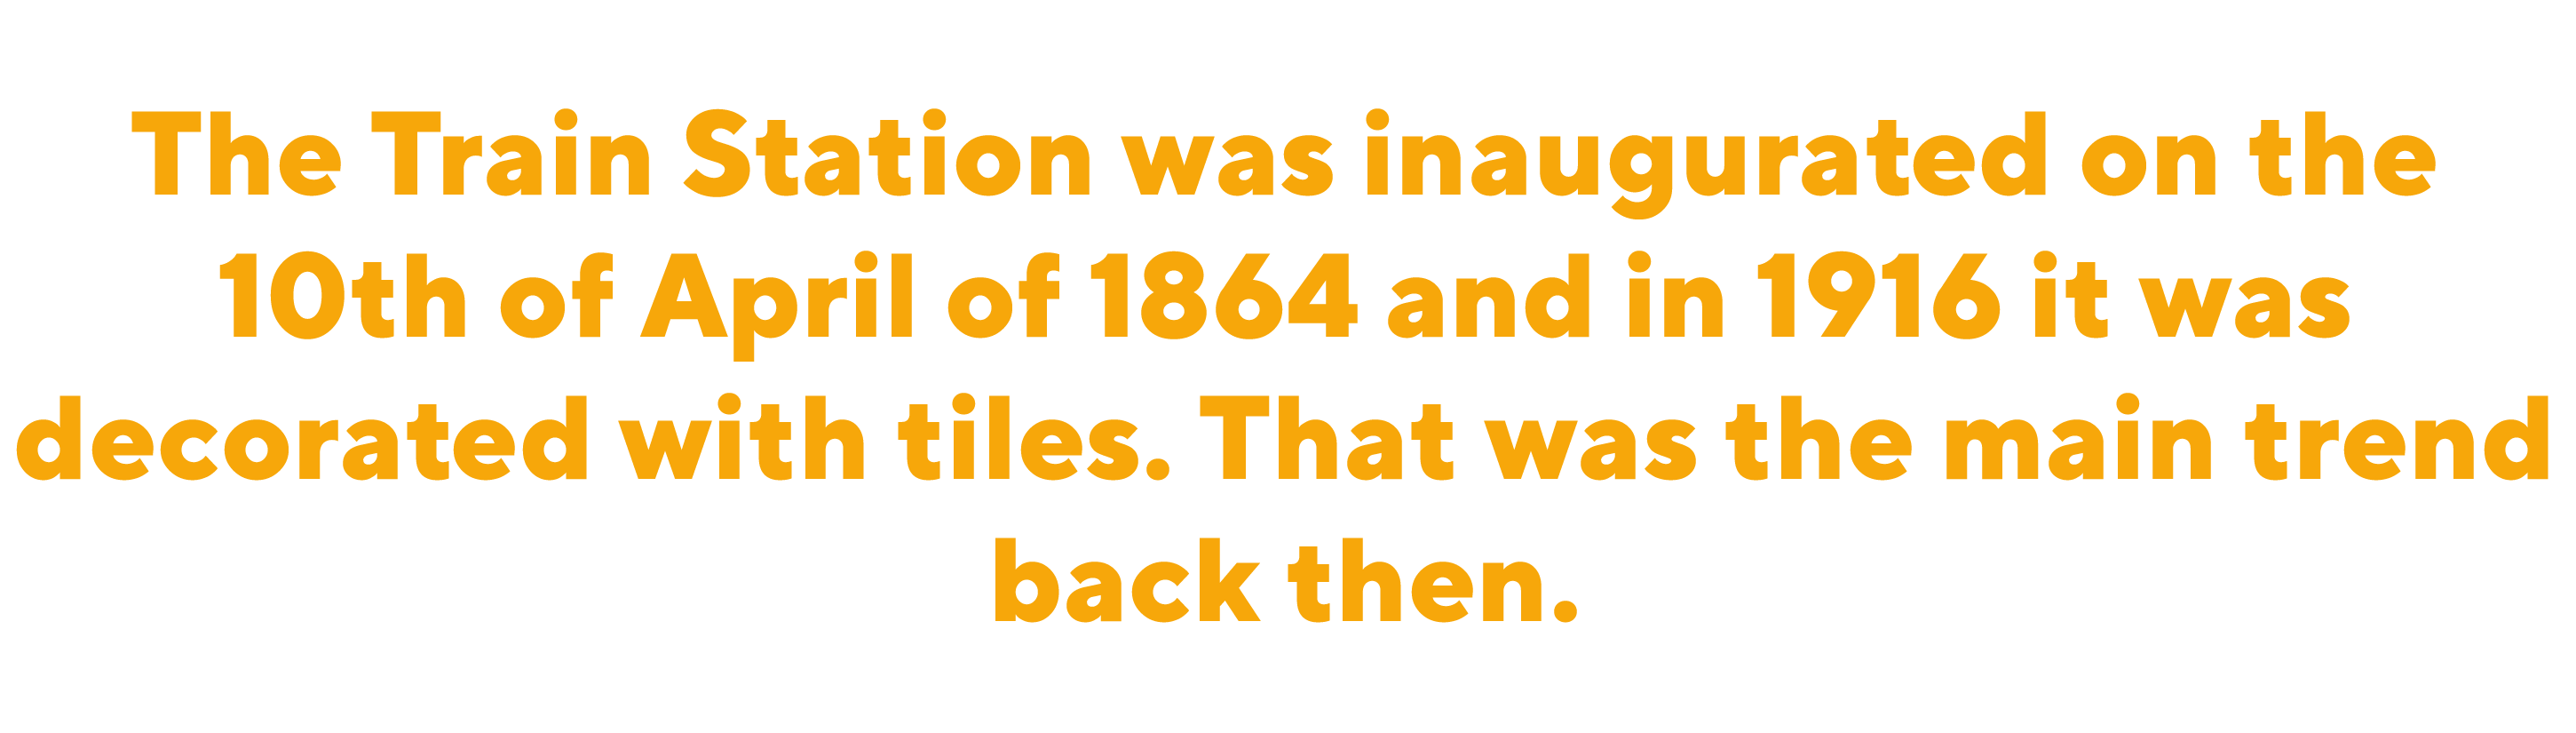 The Train Station was inaugurated on the
10th of April of 1864 and in 1916 it was
decorated with tiles. That was the main trend
back then.